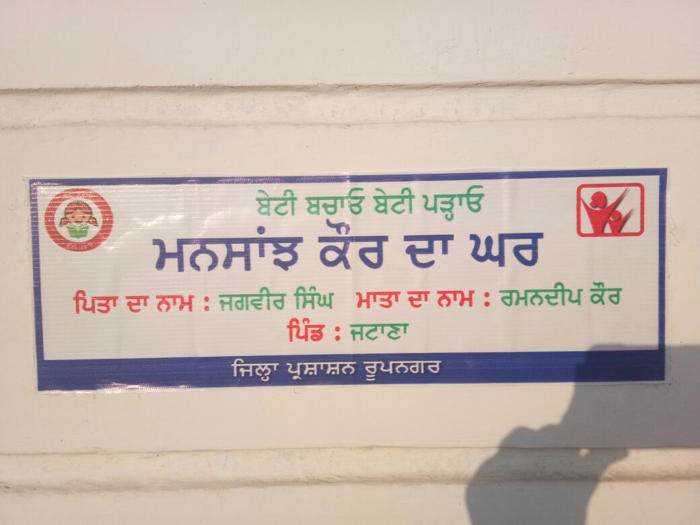 ਬੇਟੀ ਬਚਾਓ ਬੇਟੀ ਪੜ੍ਹਾਓ
ਮਨਸਾਂਝ ਕੌਰ ਦਾ ਘਰ
ਪਿਤਾ ਦਾ ਨਾਮ : ਜਗਵੀਰ ਸਿੰਘ ਮਾਤਾ ਦਾ ਨਾਮ : ਰਮਨਦੀਪ ਕੌਰ
ਪਿੰਡ : ਜਟਾਣਾ
ਜਿਲ੍ਹਾ ਪ੍ਰਸ਼ਾਸ਼ਨ ਰੂਪਨਗਰ